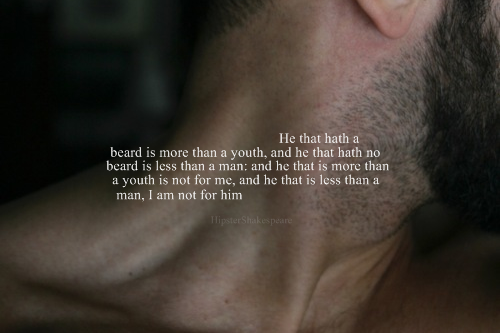 He that hath a
beard is more than a youth, and he that hath no
beard is less than a man: and he that is more than
a youth is not for me, and he that is less than a
man, I am not for him
HipsterShakespeare